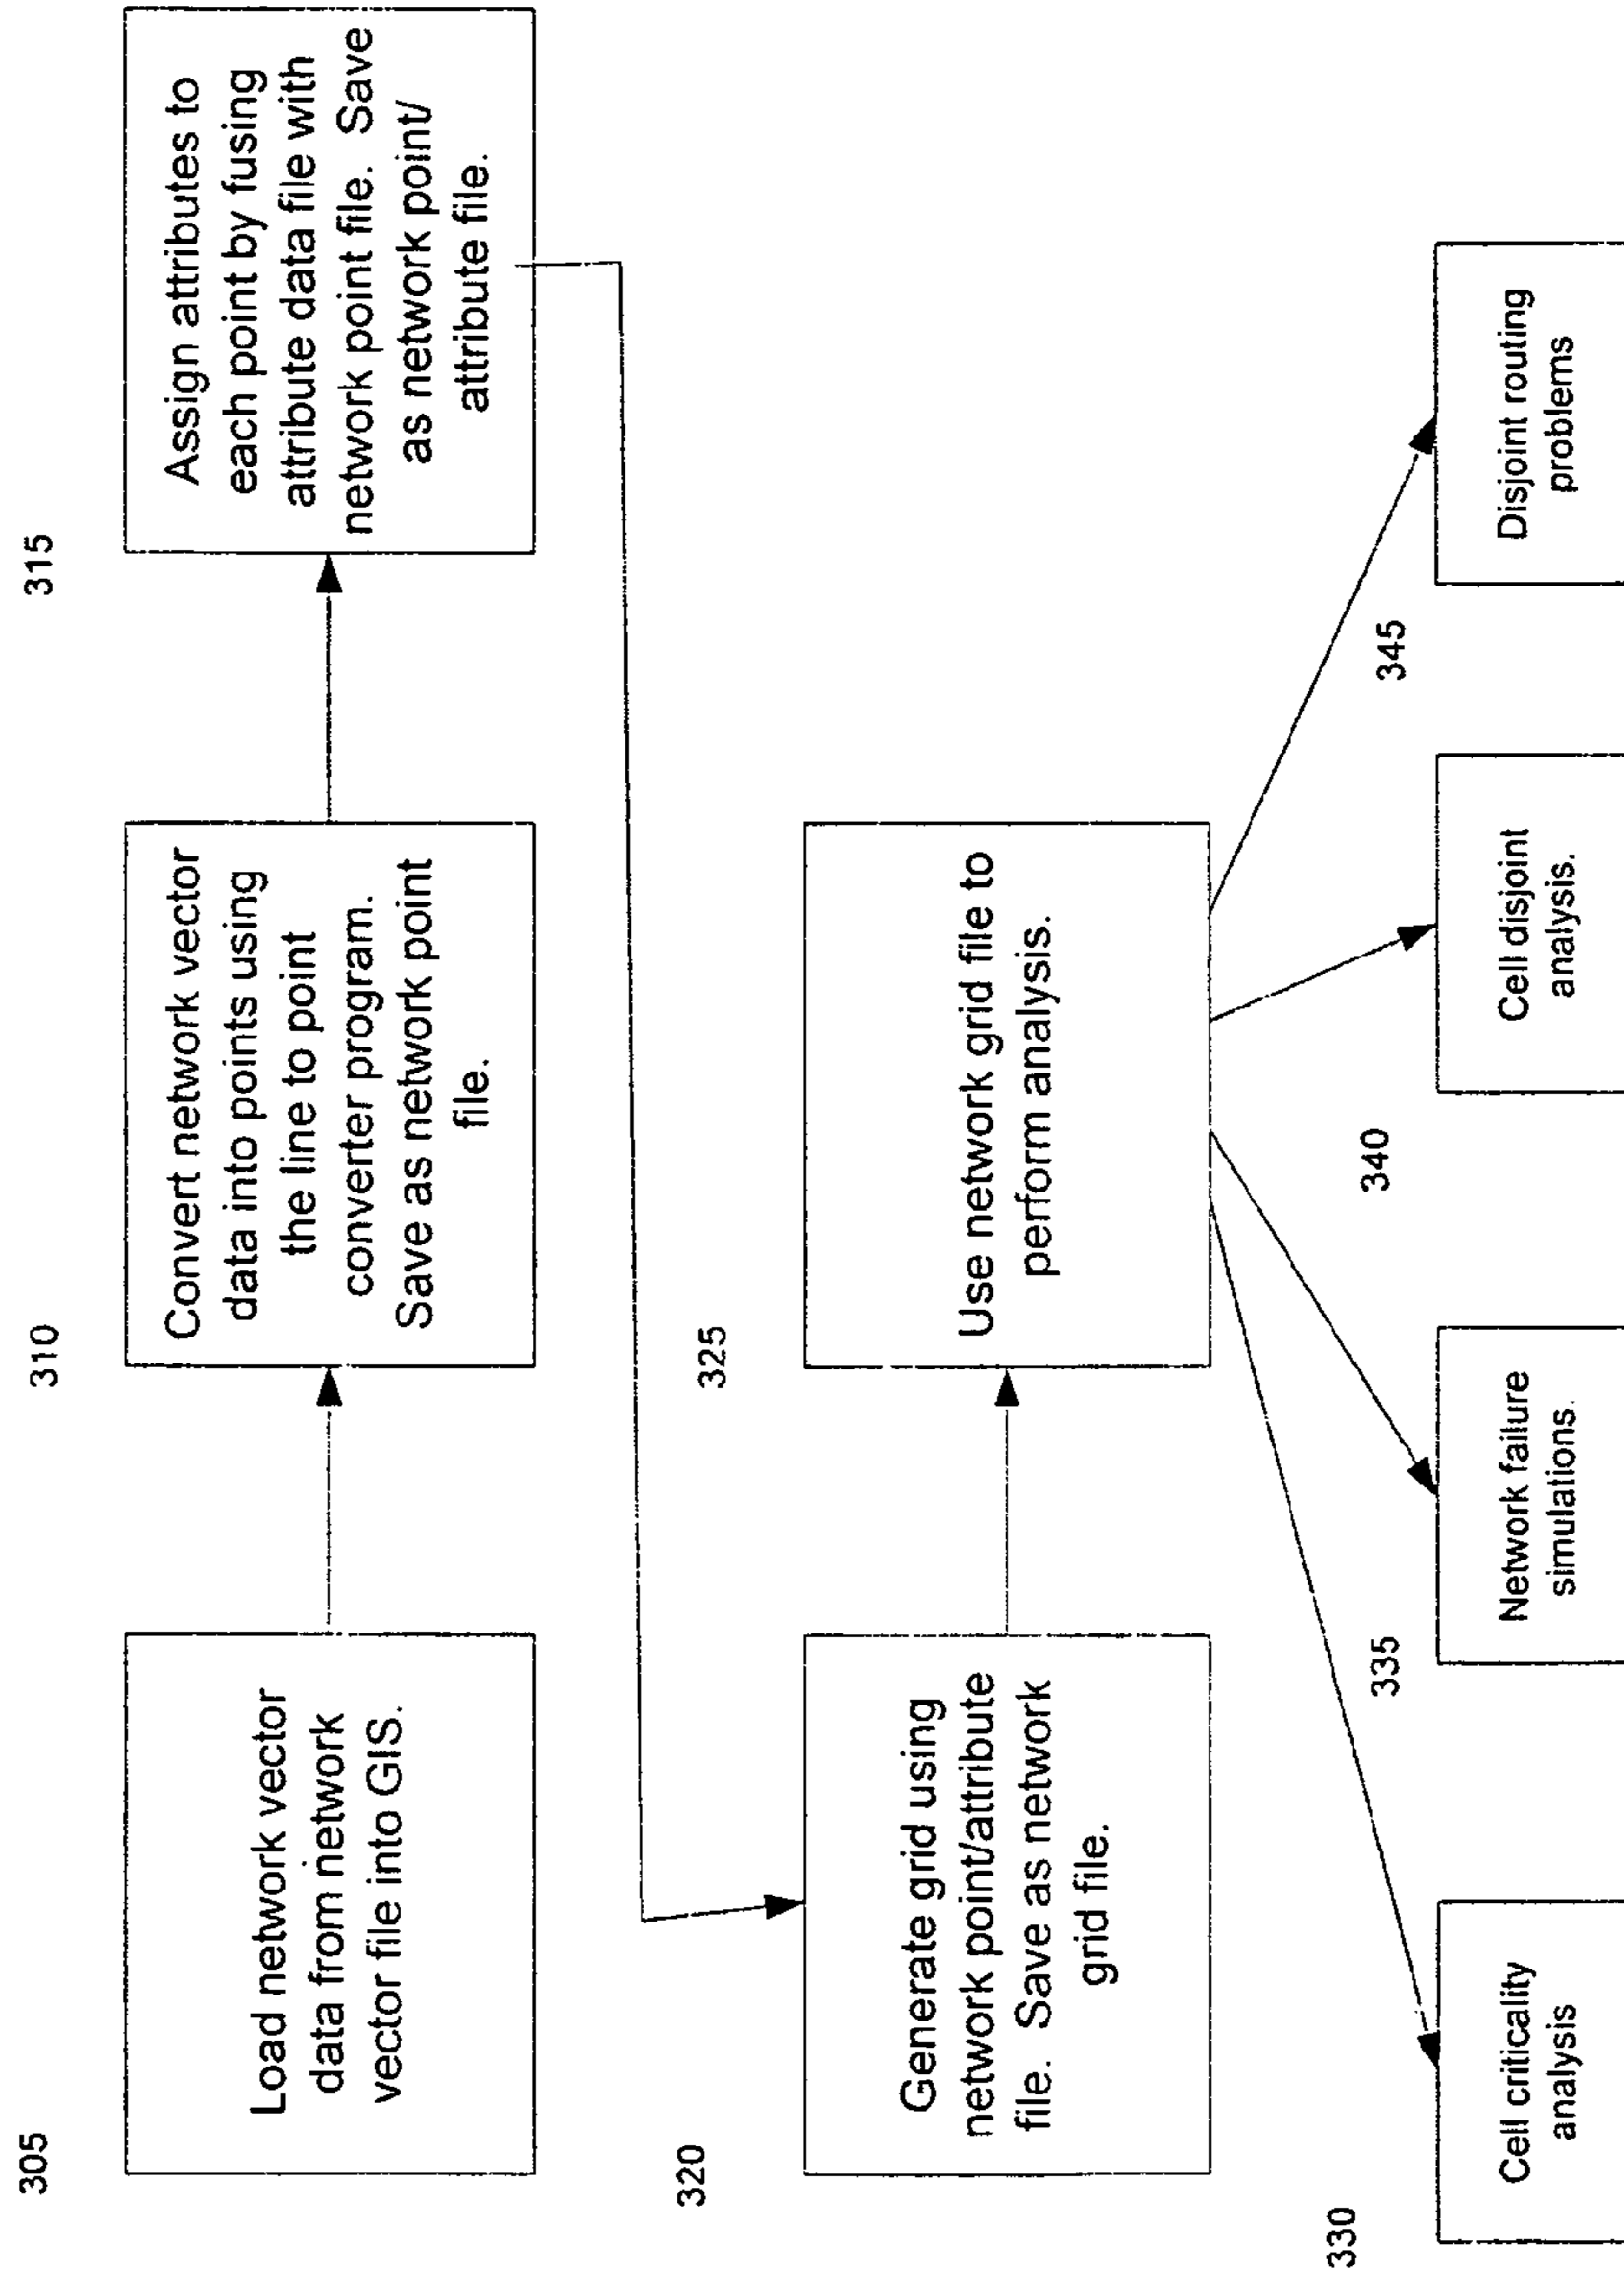 305
Load network vector
data from network
vector file into GIS.
310
Convert network vector
data into points using
the line to point
converter program.
Save as network point
file.
315
Assign attributes to
each point by fusing
attribute data file with
network point file.  Save
as network point/
attribute file.
320
Generate grid using
network point/attribute
file.  Save as network
grid file.
325
Use network grid file to
perform analysis.
330
Cell criticality
analysis
335
Network failure
simulations.
340
Cell disjoint
analysis.
345
Disjoint routing
problems